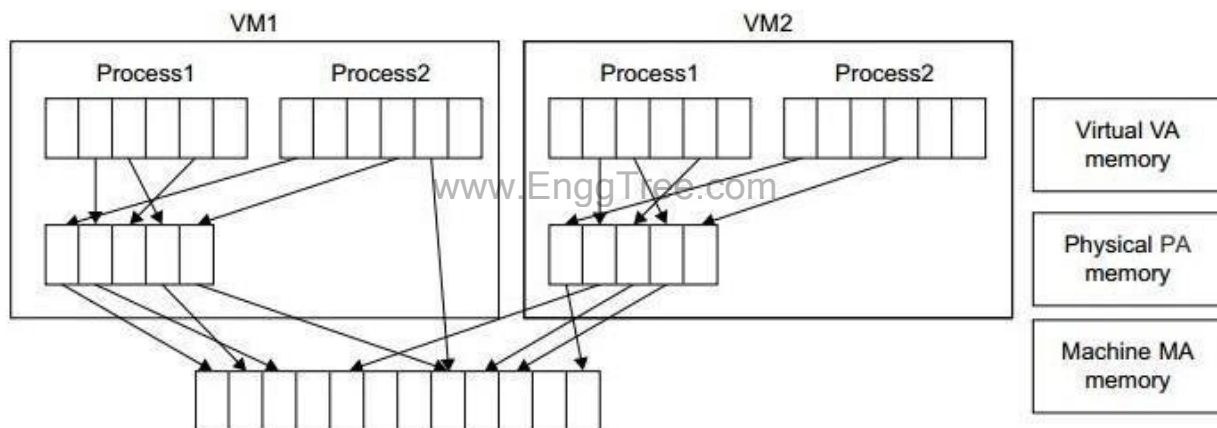 VM1
VM2
Process1
Process2
Process1
Process2
Virtual VA
memory
www.EnggTree.com
Physical PA
memory
Machine MA
memory